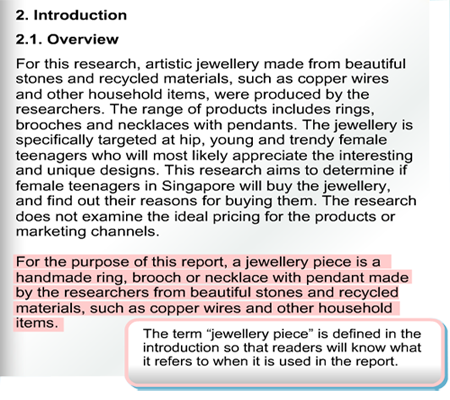 2. Introduction
2.1. Overview
For this research, artistic jewellery made from beautiful
stones and recycled materials, such as copper wires
and other household items, were produced by the
researchers. The range of products includes rings,
brooches and necklaces with pendants. The jewellery is
specifically targeted at hip, young and trendy female
teenagers who will most likely appreciate the interesting
and unique designs. This research aims to determine if
female teenagers in Singapore will buy the jewellery,
and find out their reasons for buying them. The research
does not examine the ideal pricing for the products or
marketing channels.
For the purpose of this report, a jewellery piece is a
handmade ring, brooch or necklace with pendant made
by the researchers from beautiful stones and recycled
materials, such as copper wires and other household
items.
The term “jewellery piece” is defined in the
introduction so that readers will know what
it refers to when it is used in the report.